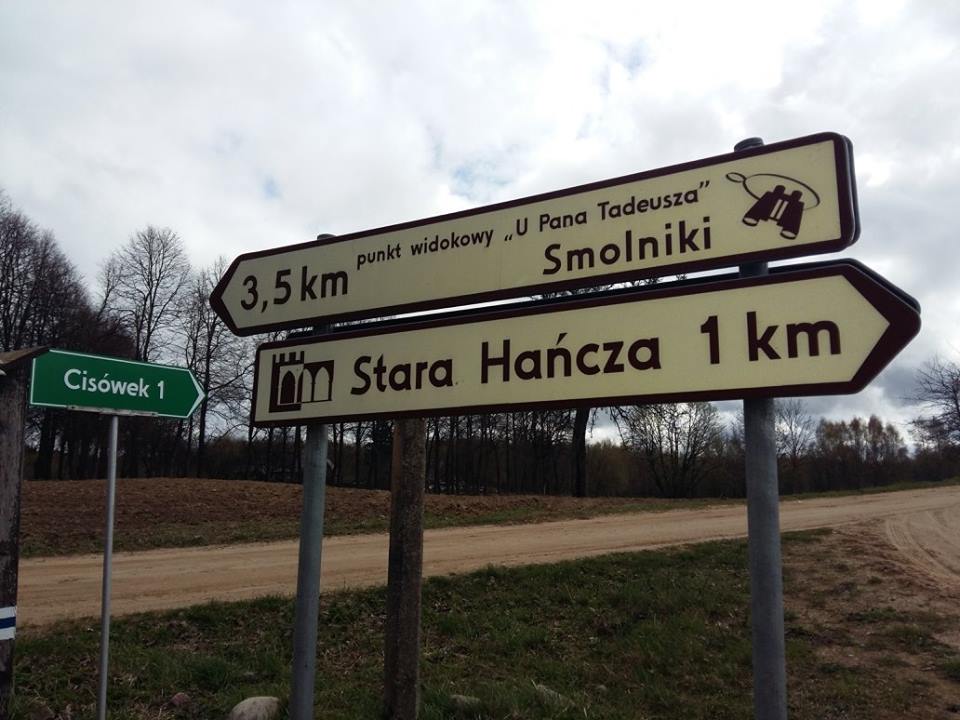 punkt widokowy „U Pana Tadeusza”
3,5 km Smolniki
Stara Hańcza 1 km
Cisówek 1